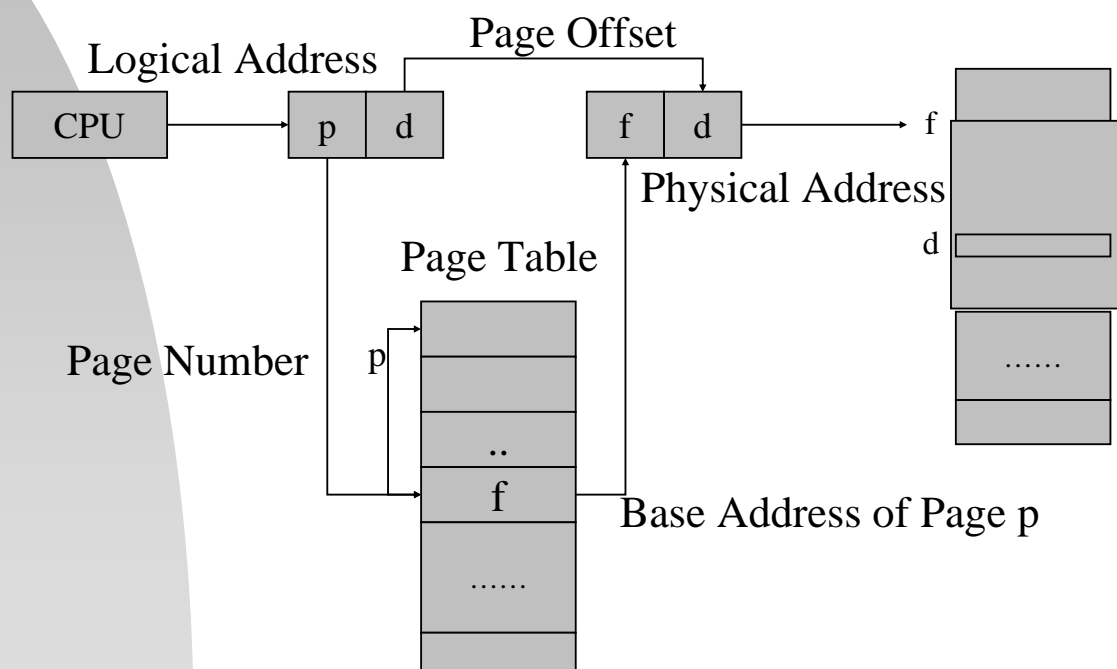 Page Offset
Logical Address
CPU
p
d
f
d
f
Physical Address
d
Page Table
Page Number
p
..
f
Base Address of Page p
......
......